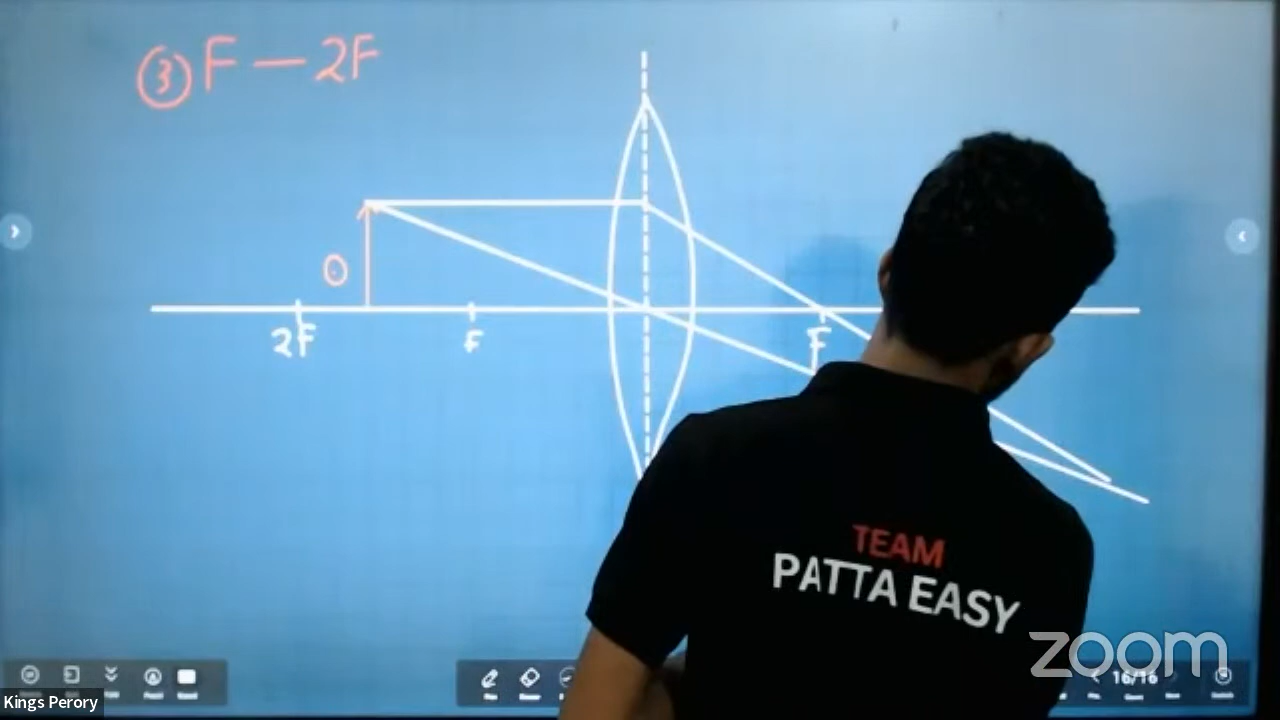 ③ F — 2F
O
2F
F
F
TEAM
PATTA EASY
zoom
16/16
Kings Perory